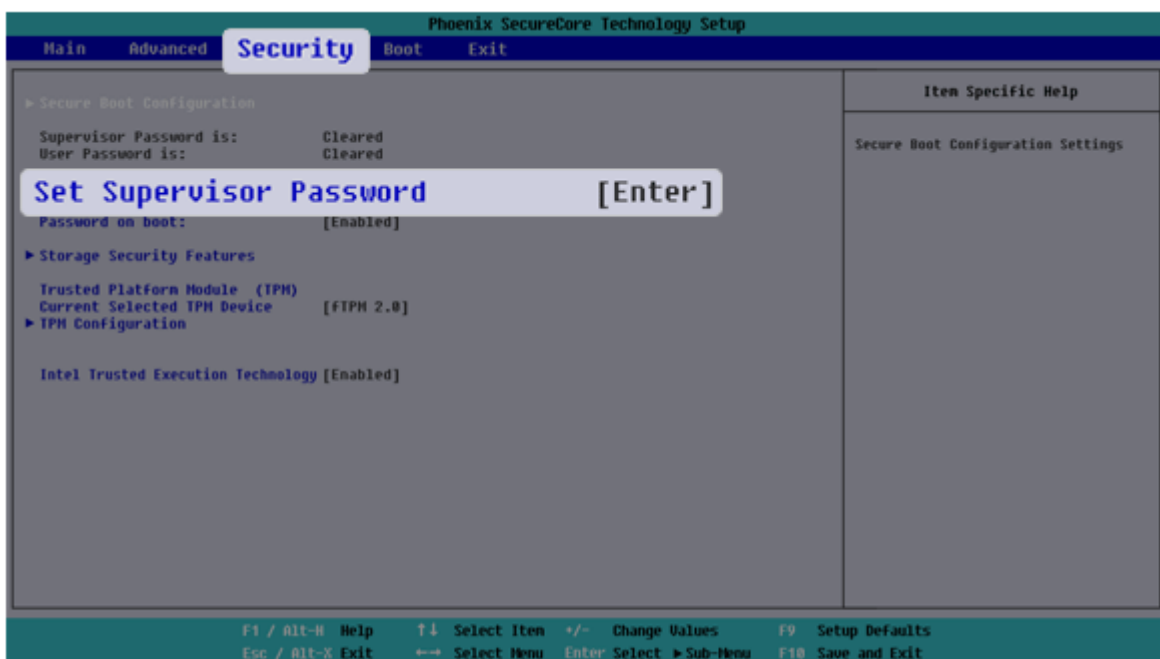 Phoenix SecureCore Technology Setup
Main Advanced Security Boot Exit
▶ Secure Boot Configuration
Item Specific Help
Supervisor Password is: Cleared
User Password is: Cleared
Secure Boot Configuration Settings
Set Supervisor Password [Enter]
Password on boot: [Enabled]
▶ Storage Security Features
Trusted Platform Module (TPM)
Current Selected TPM Device [fTPM 2.0]
▶ TPM Configuration
Intel Trusted Execution Technology [Enabled]
F1 / Alt-H Help ↑↓ Select Item +/- Change Values F9 Setup Defaults
Esc / Alt-X Exit ←→ Select Menu Enter Select ▶ Sub-Menu F10 Save and Exit